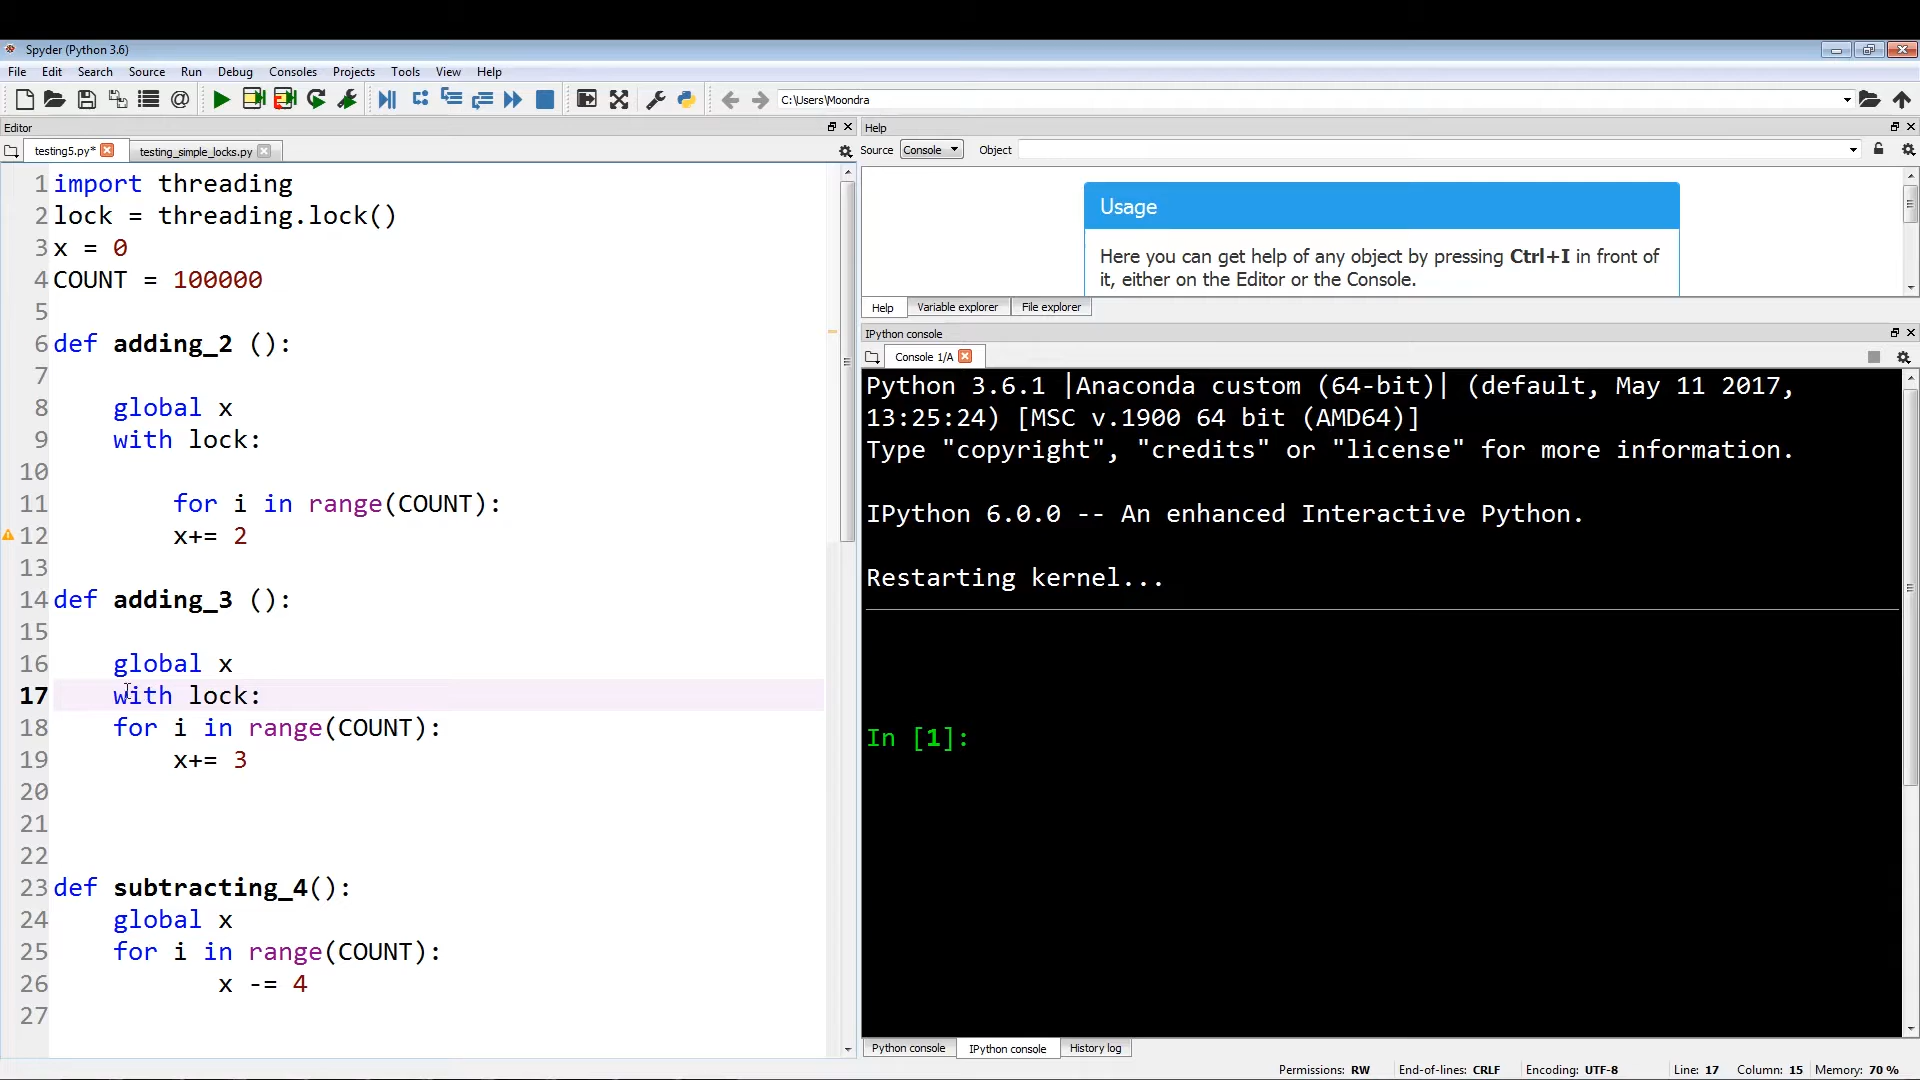 Spyder (Python 3.6)
File Edit Search Source Run Debug Consoles Projects Tools View Help
C:\Users\Moondra
Editor
testing5.py* testing_simple_locks.py
1 import threading
2 lock = threading.lock()
3 x = 0
4 COUNT = 100000
5
6 def adding_2 ():
7
8 global x
9 with lock:
10
11 for i in range(COUNT):
12 x+= 2
13
14 def adding_3 ():
15
16 global x
17 with lock:
18 for i in range(COUNT):
19 x+= 3
20
21
22
23 def subtracting_4():
24 global x
25 for i in range(COUNT):
26 x -= 4
27
Help
Source Console Object
Usage
Here you can get help of any object by pressing Ctrl+I in front of
it, either on the Editor or the Console.
Help Variable explorer File explorer
IPython console
Console 1/A
Python 3.6.1 |Anaconda custom (64-bit)| (default, May 11 2017,
13:25:24) [MSC v.1900 64 bit (AMD64)]
Type "copyright", "credits" or "license" for more information.
IPython 6.0.0 -- An enhanced Interactive Python.
Restarting kernel...
In [1]:
Python console IPython console History log
Permissions: RW End-of-lines: CRLF Encoding: UTF-8 Line: 17 Column: 15 Memory: 70 %